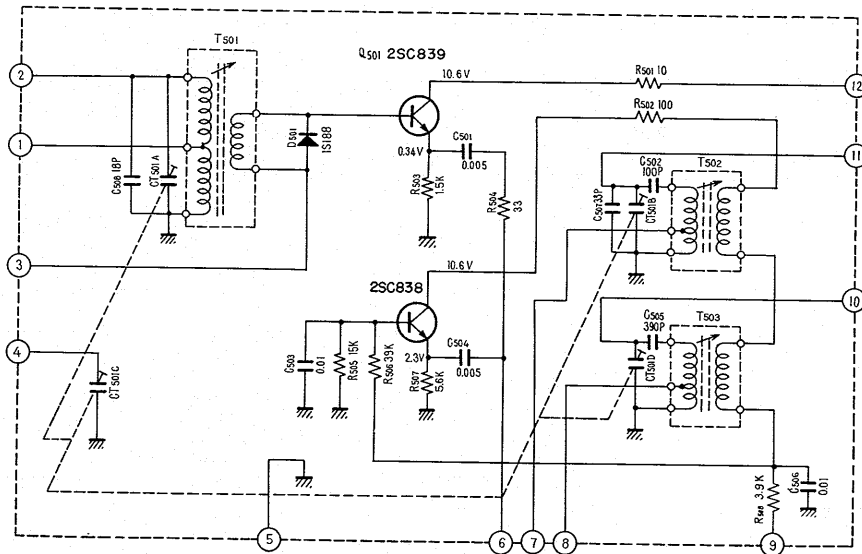 T501
Q501 2SC839
10.6V
R501 10
12
2
R502 100
1
D501
1S188
C508 18P
CT501A
0.34V
C501
0.005
R503
1.5K
R504
33
11
C502
100P
T502
C507 33P
CT501B
3
2SC838
10.6V
10
T503
C505
390P
4
CT501C
C503
0.01
R505 15K
R506 39K
2.3V
C504
0.005
R507
5.6K
CT501D
R508 3.9K
C506
0.01
5
6
7
8
9